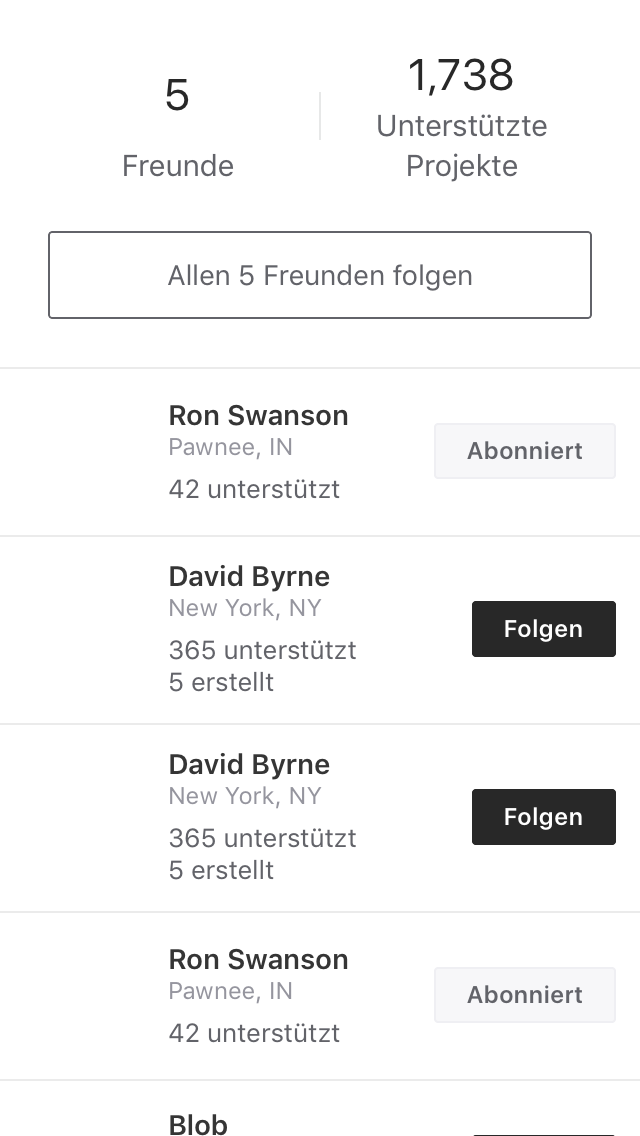 5
Freunde
1,738
Unterstützte
Projekte
Allen 5 Freunden folgen
Ron Swanson
Pawnee, IN
42 unterstützt
Abonniert
David Byrne
New York, NY
365 unterstützt
5 erstellt
Folgen
David Byrne
New York, NY
365 unterstützt
5 erstellt
Folgen
Ron Swanson
Pawnee, IN
42 unterstützt
Abonniert
Blob